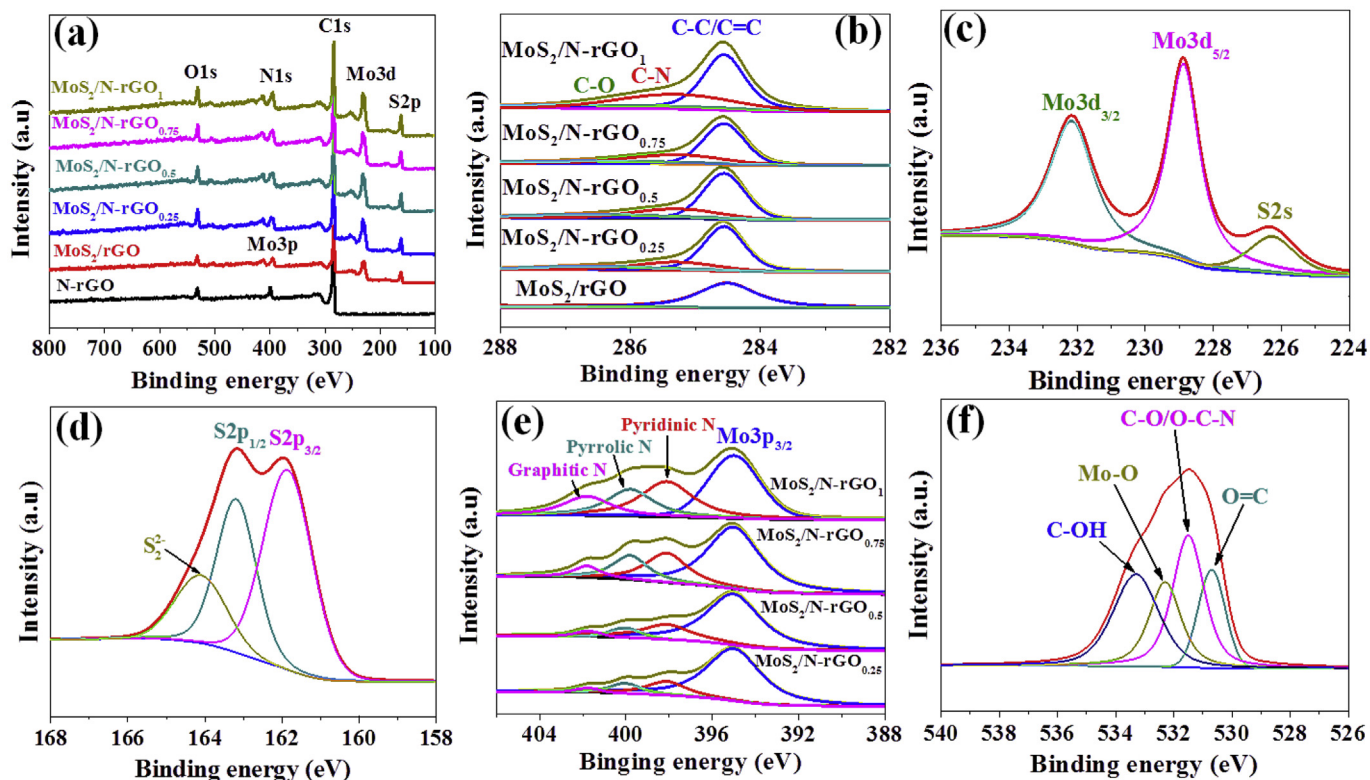 (a)
C1s
O1s
N1s
Mo3d
S2p
MoS2/N-rGO1
MoS2/N-rGO0.75
MoS2/N-rGO0.5
MoS2/N-rGO0.25
MoS2/rGO
Mo3p
N-rGO
Intensity (a.u)
800 700 600 500 400 300 200 100
Binding energy (eV)
(b)
C-C/C=C
MoS2/N-rGO1
C-O
C-N
MoS2/N-rGO0.75
MoS2/N-rGO0.5
MoS2/N-rGO0.25
MoS2/rGO
Intensity (a.u)
288 286 284 282
Binding energy (eV)
(c)
Mo3d5/2
Mo3d3/2
S2s
Intensity (a.u)
236 234 232 230 228 226 224
Binding energy (eV)
(d)
S2p1/2
S2p3/2
S2 2-
Intensity (a.u)
168 166 164 162 160 158
Binding energy (eV)
(e)
Pyridinic N
Pyrrolic N
Graphitic N
Mo3p3/2
MoS2/N-rGO1
MoS2/N-rGO0.75
MoS2/N-rGO0.5
MoS2/N-rGO0.25
Intensity (a.u)
404 400 396 392 388
Binging energy (eV)
(f)
C-O/O-C-N
Mo-O
O=C
C-OH
Intensity (a.u.)
540 538 536 534 532 530 528 526
Binding energy (eV)